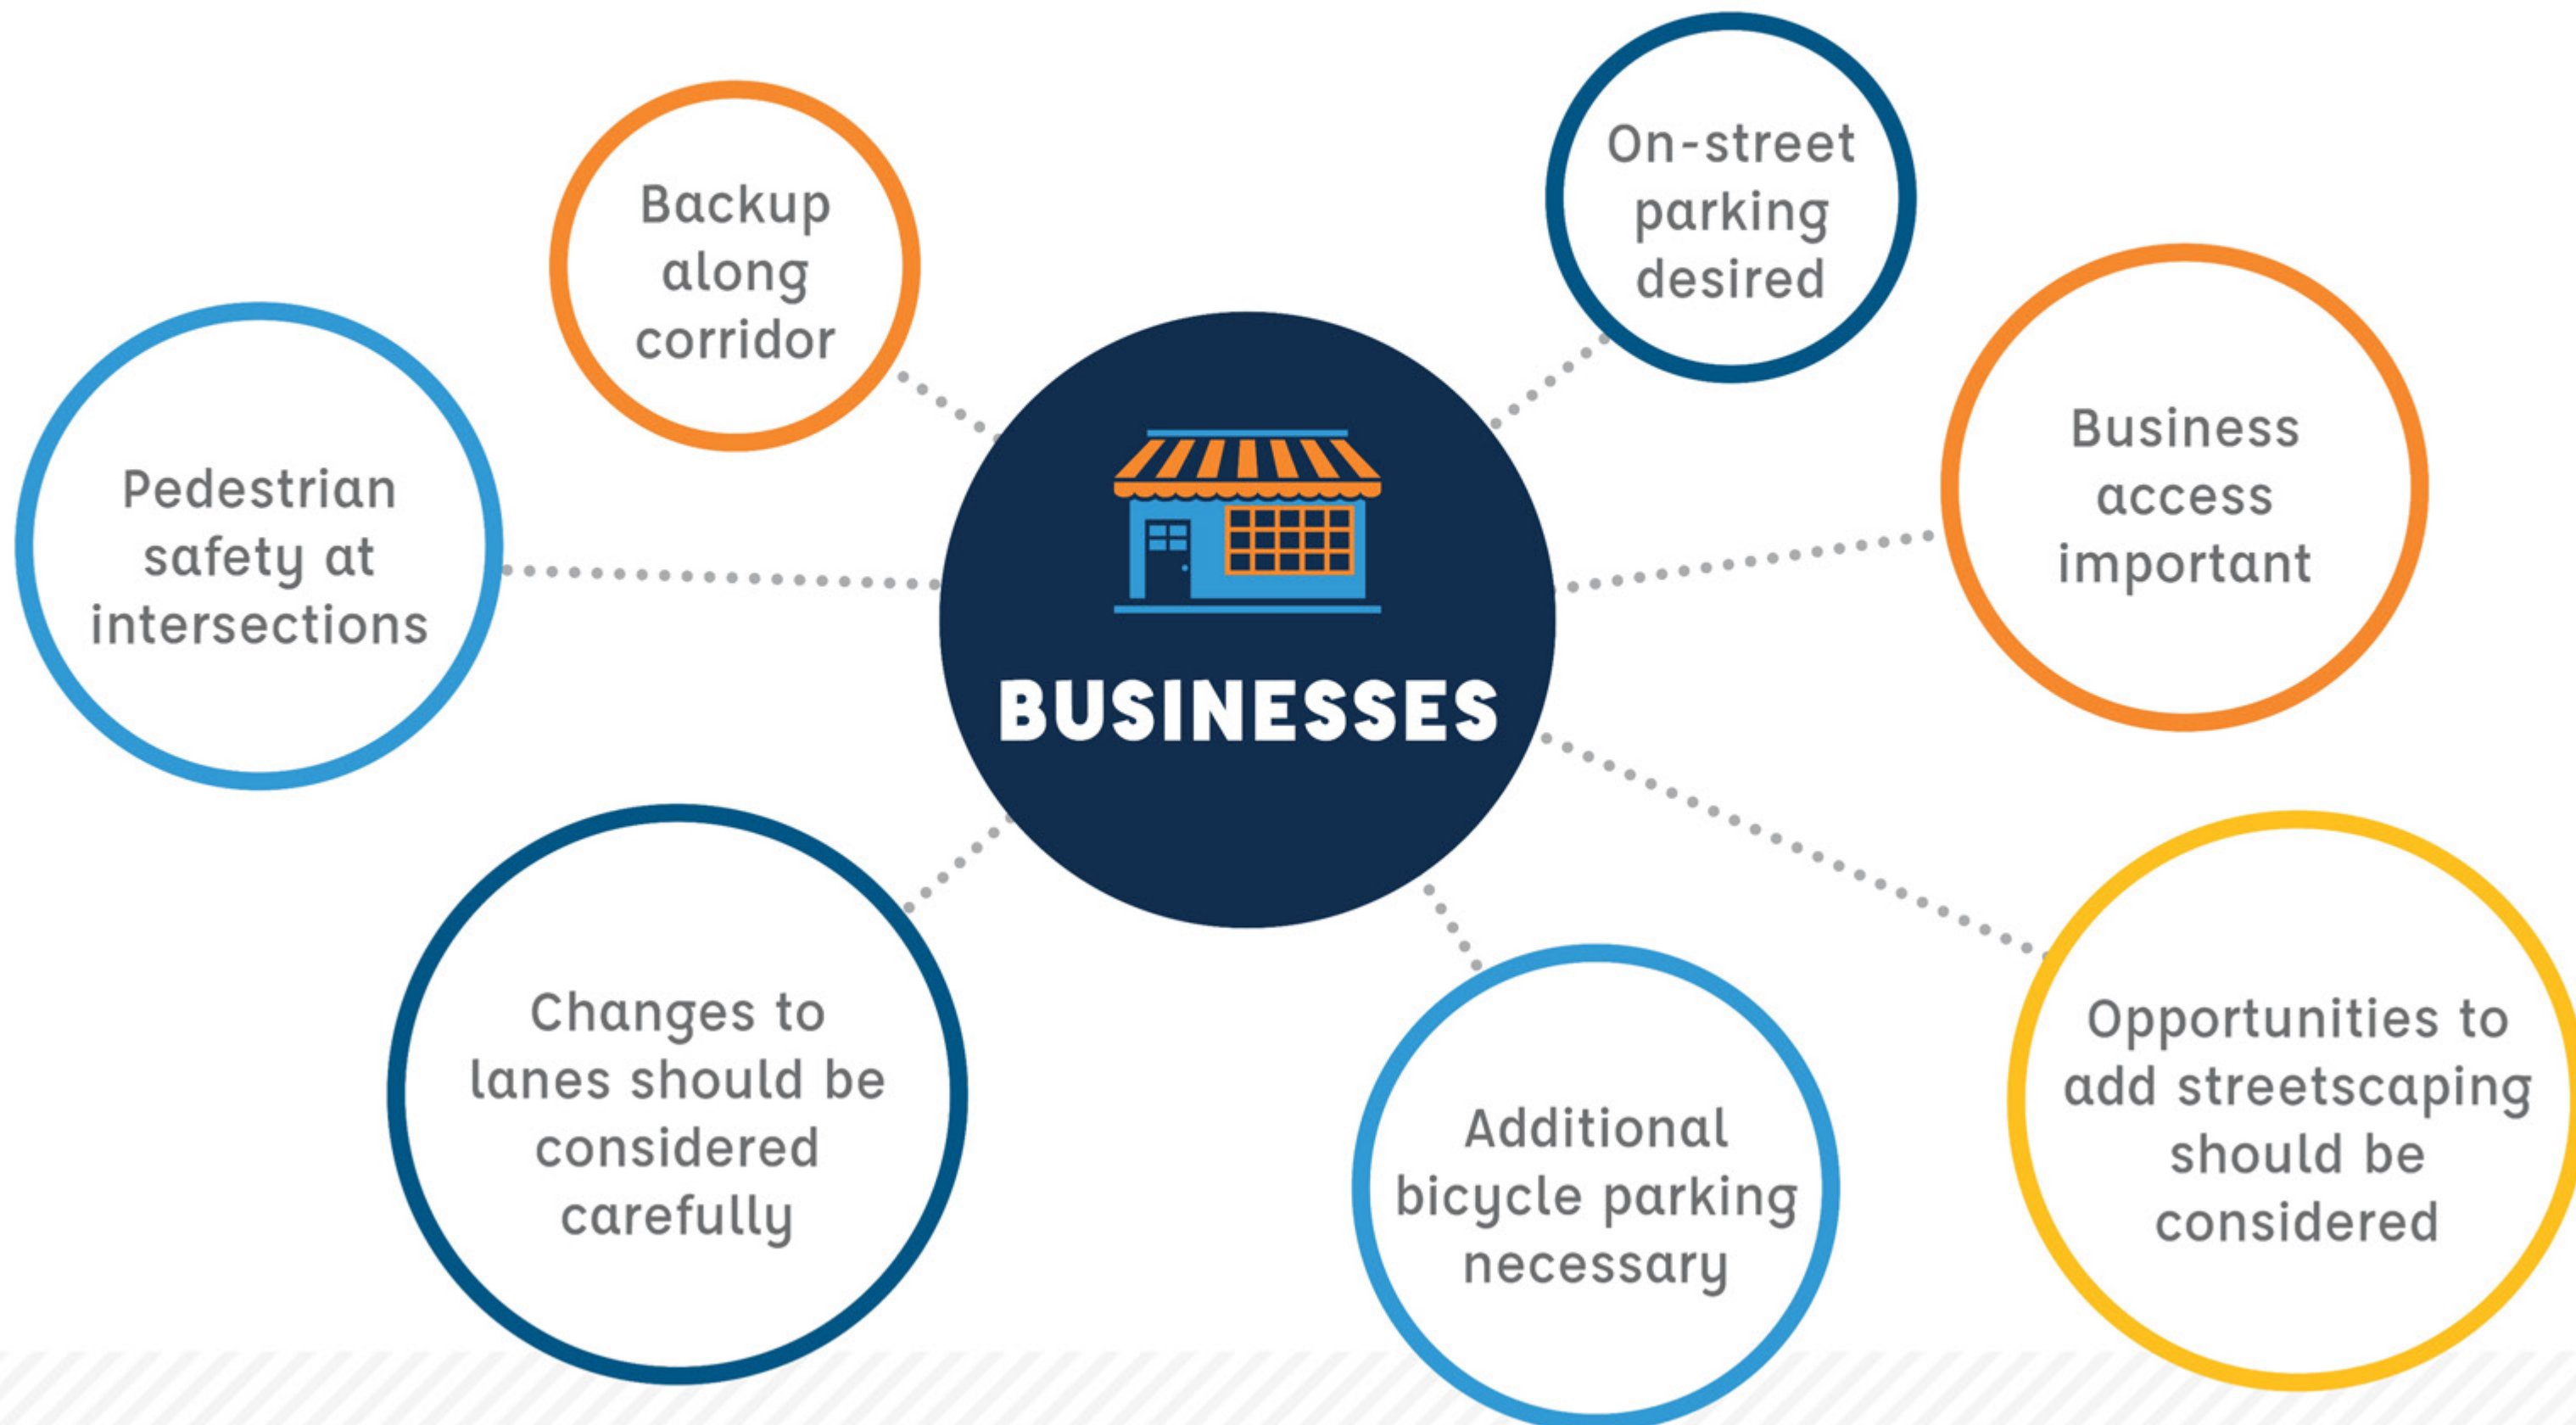 Backup
along
corridor
On-street
parking
desired
Pedestrian
safety at
intersections
Business
access
important
BUSINESSES
Changes to
lanes should be
considered
carefully
Additional
bicycle parking
necessary
Opportunities to
add streetscaping
should be
considered